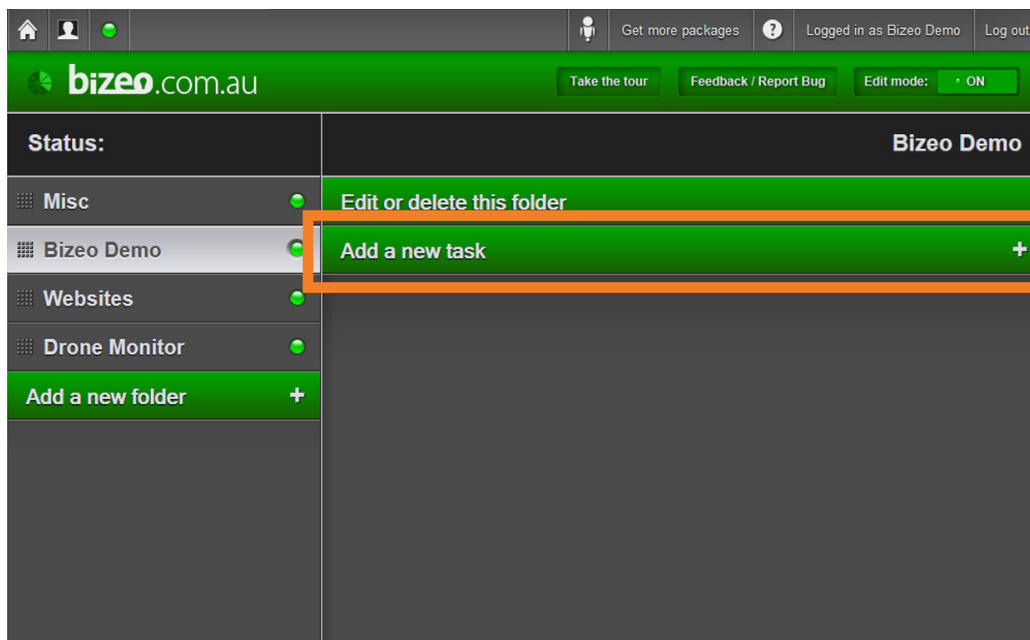 ? Get more packages Logged in as Bizeo Demo Log out
bizeo.com.au Take the tour Feedback / Report Bug Edit mode: ON
Status: Bizeo Demo
Misc Edit or delete this folder
Bizeo Demo Add a new task +
Websites
Drone Monitor
Add a new folder +